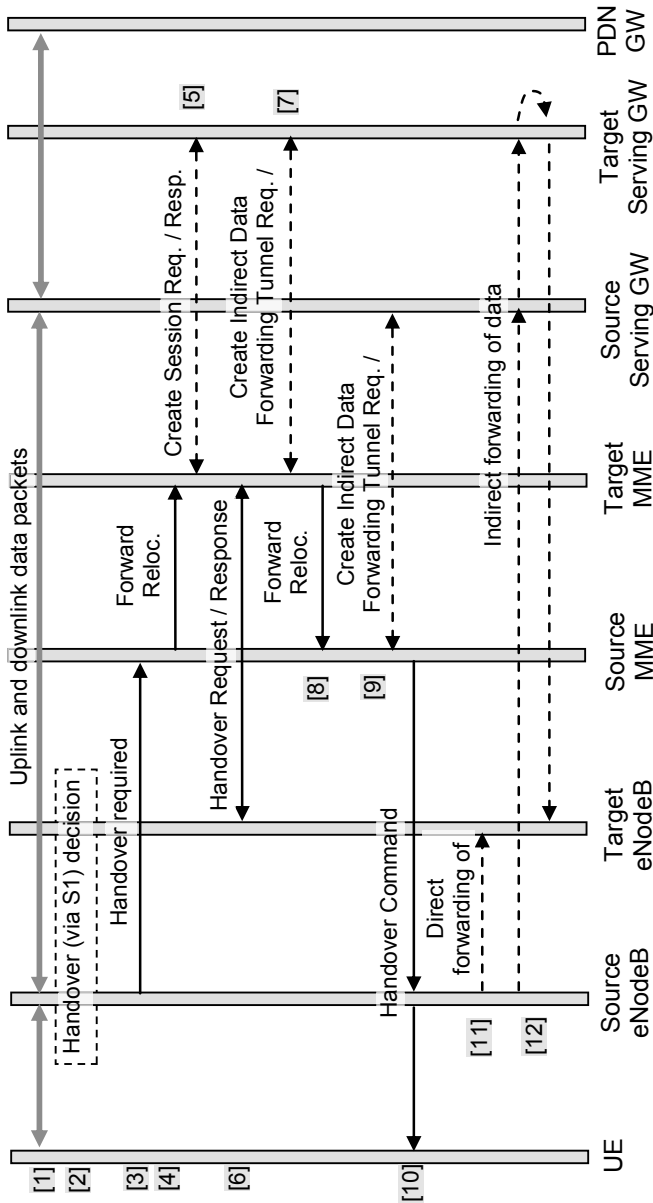 [1]
Uplink and downlink data packets
[2]
Handover (via S1) decision
[3]
Handover required
[4]
Forward
Reloc.
[5]
Create Session Req. / Resp.
[6]
Handover Request / Response
[7]
Create Indirect Data
Forwarding Tunnel Req. /
[8]
Forward
Reloc.
[9]
Create Indirect Data
Forwarding Tunnel Req. /
[10]
Handover Command
[11]
Direct
forwarding of
[12]
Indirect forwarding of data
UE
Source
eNodeB
Target
eNodeB
Source
MME
Target
MME
Source
Serving GW
Target
Serving GW
PDN
GW